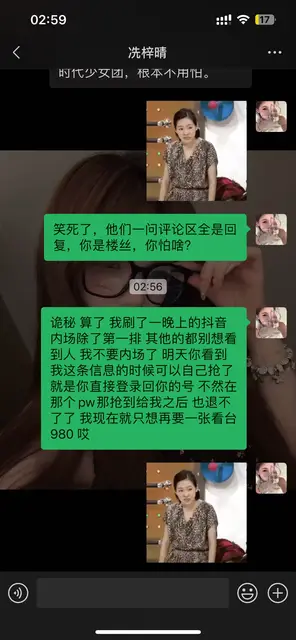 02:59
17
冼梓晴
时代少女团，根本不用怕。
笑死了，他们一问评论区全是回
复，你是楼丝，你怕啥？
02:56
诡秘 算了 我刷了一晚上的抖音
内场除了第一排 其他的都别想看
到人 我不要内场了 明天你看到
我这条信息的时候可以自己抢了
就是你直接登录回你的号 不然在
那个pw那抢到给我之后 也退不
了了 我现在就只想再要一张看台
980 哎